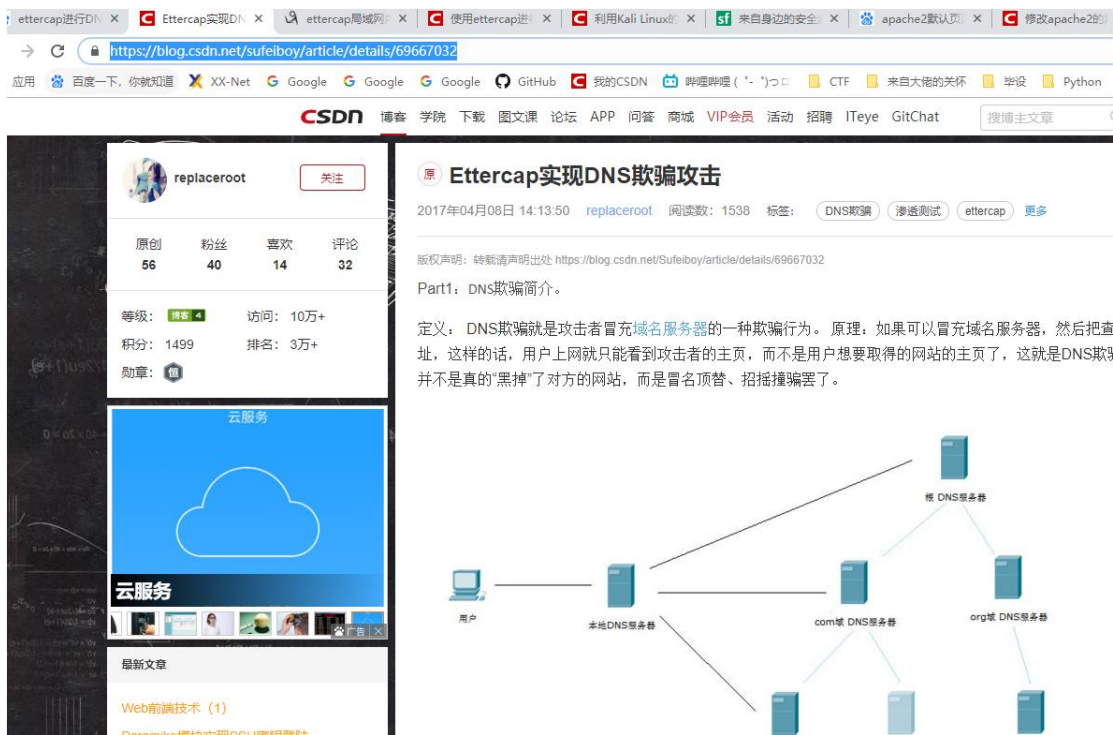 ettercap进行DN
Ettercap实现DN
ettercap局域网
使用ettercap进
利用Kali Linux的
来自身边的安全
apache2默认页
修改apache2的
https://blog.csdn.net/sufeiboy/article/details/69667032
应用 百度一下，你就知道 XX-Net Google Google Google GitHub 我的CSDN 哔哩哔哩 ( ゜- ゜)つロ CTF 来自大佬的关怀 毕设 Python
CSDN 博客 学院 下载 图文课 论坛 APP 问答 商城 VIP会员 活动 招聘 ITeye GitChat 搜博主文章
replaceroot 关注
原创 粉丝 喜欢 评论
56 40 14 32
等级： 博客 4 访问： 10万+
积分： 1499 排名： 3万+
勋章： 恒
云服务
云服务
广告
最新文章
Web前端技术（1）
原 Ettercap实现DNS欺骗攻击
2017年04月08日 14:13:50 replaceroot 阅读数：1538 标签： DNS欺骗 渗透测试 ettercap 更多
版权声明：转载请声明出处 https://blog.csdn.net/Sufeiboy/article/details/69667032
Part1：DNS欺骗简介。
定义： DNS欺骗就是攻击者冒充域名服务器的一种欺骗行为。 原理：如果可以冒充域名服务器，然后把查
址，这样的话，用户上网就只能看到攻击者的主页，而不是用户想要取得的网站的主页了，这就是DNS欺骗
并不是真的“黑掉”了对方的网站，而是冒名顶替、招摇撞骗罢了。
根 DNS服务器
用户
本地DNS服务器
com域 DNS服务器
org域 DNS服务器